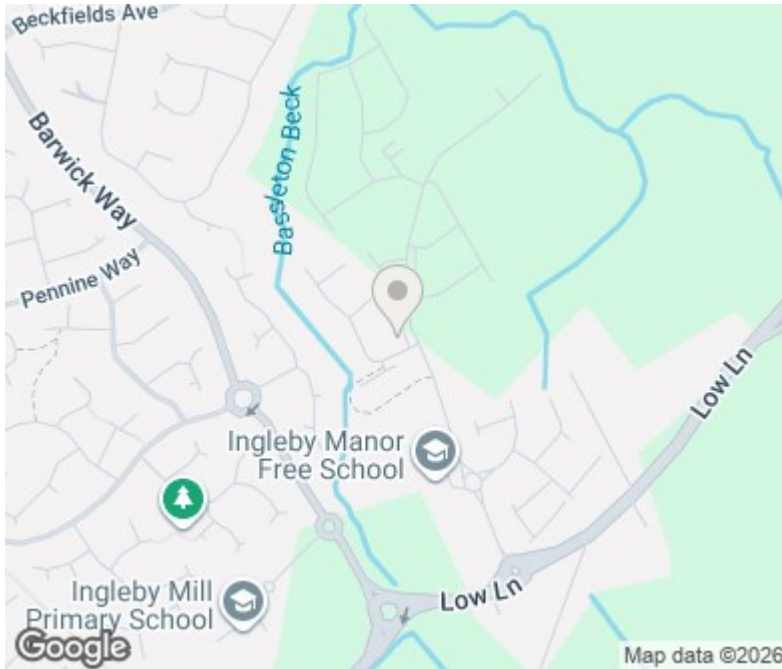 Beckfields Ave
Barwick Way
Bassleton Beck
Pennine Way
Low Ln
Ingleby Manor
Free School
Ingleby Mill
Primary School
Low Ln
Google
Map data ©2026